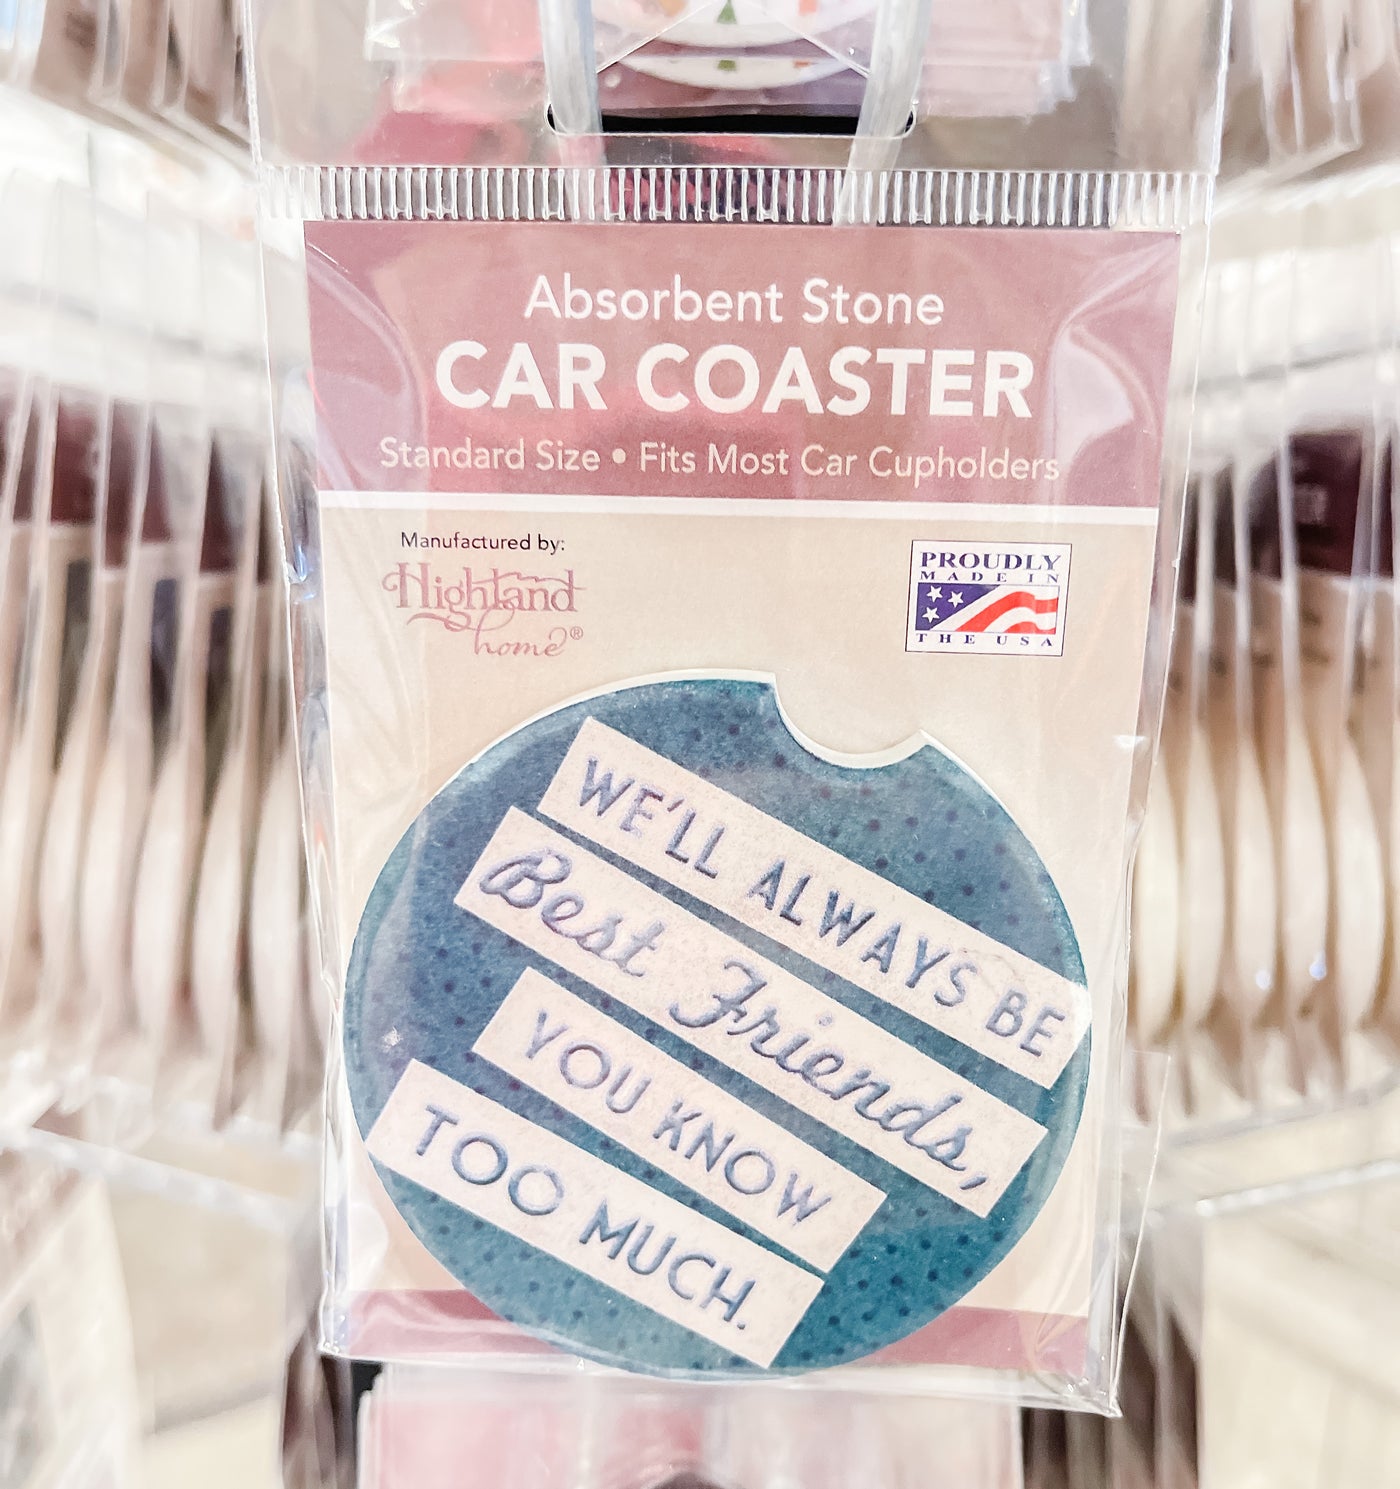 Absorbent Stone
CAR COASTER
Standard Size • Fits Most Car Cupholders
Manufactured by:
Highland
home®
PROUDLY
MADE IN
THE USA
WE'LL ALWAYS BE
Best Friends,
YOU KNOW
TOO MUCH.